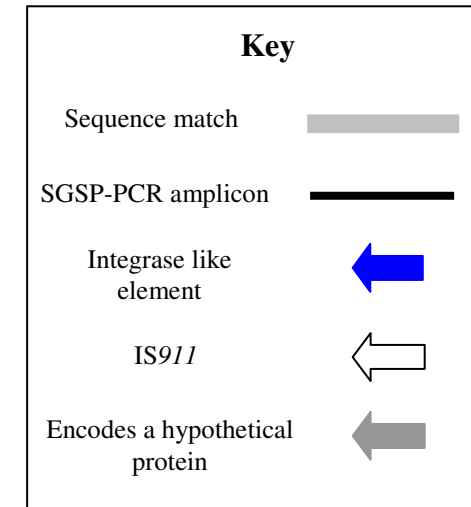 Key
Sequence match
SGSP-PCR amplicon
Integrase like
element
IS911
Encodes a hypothetical
protein